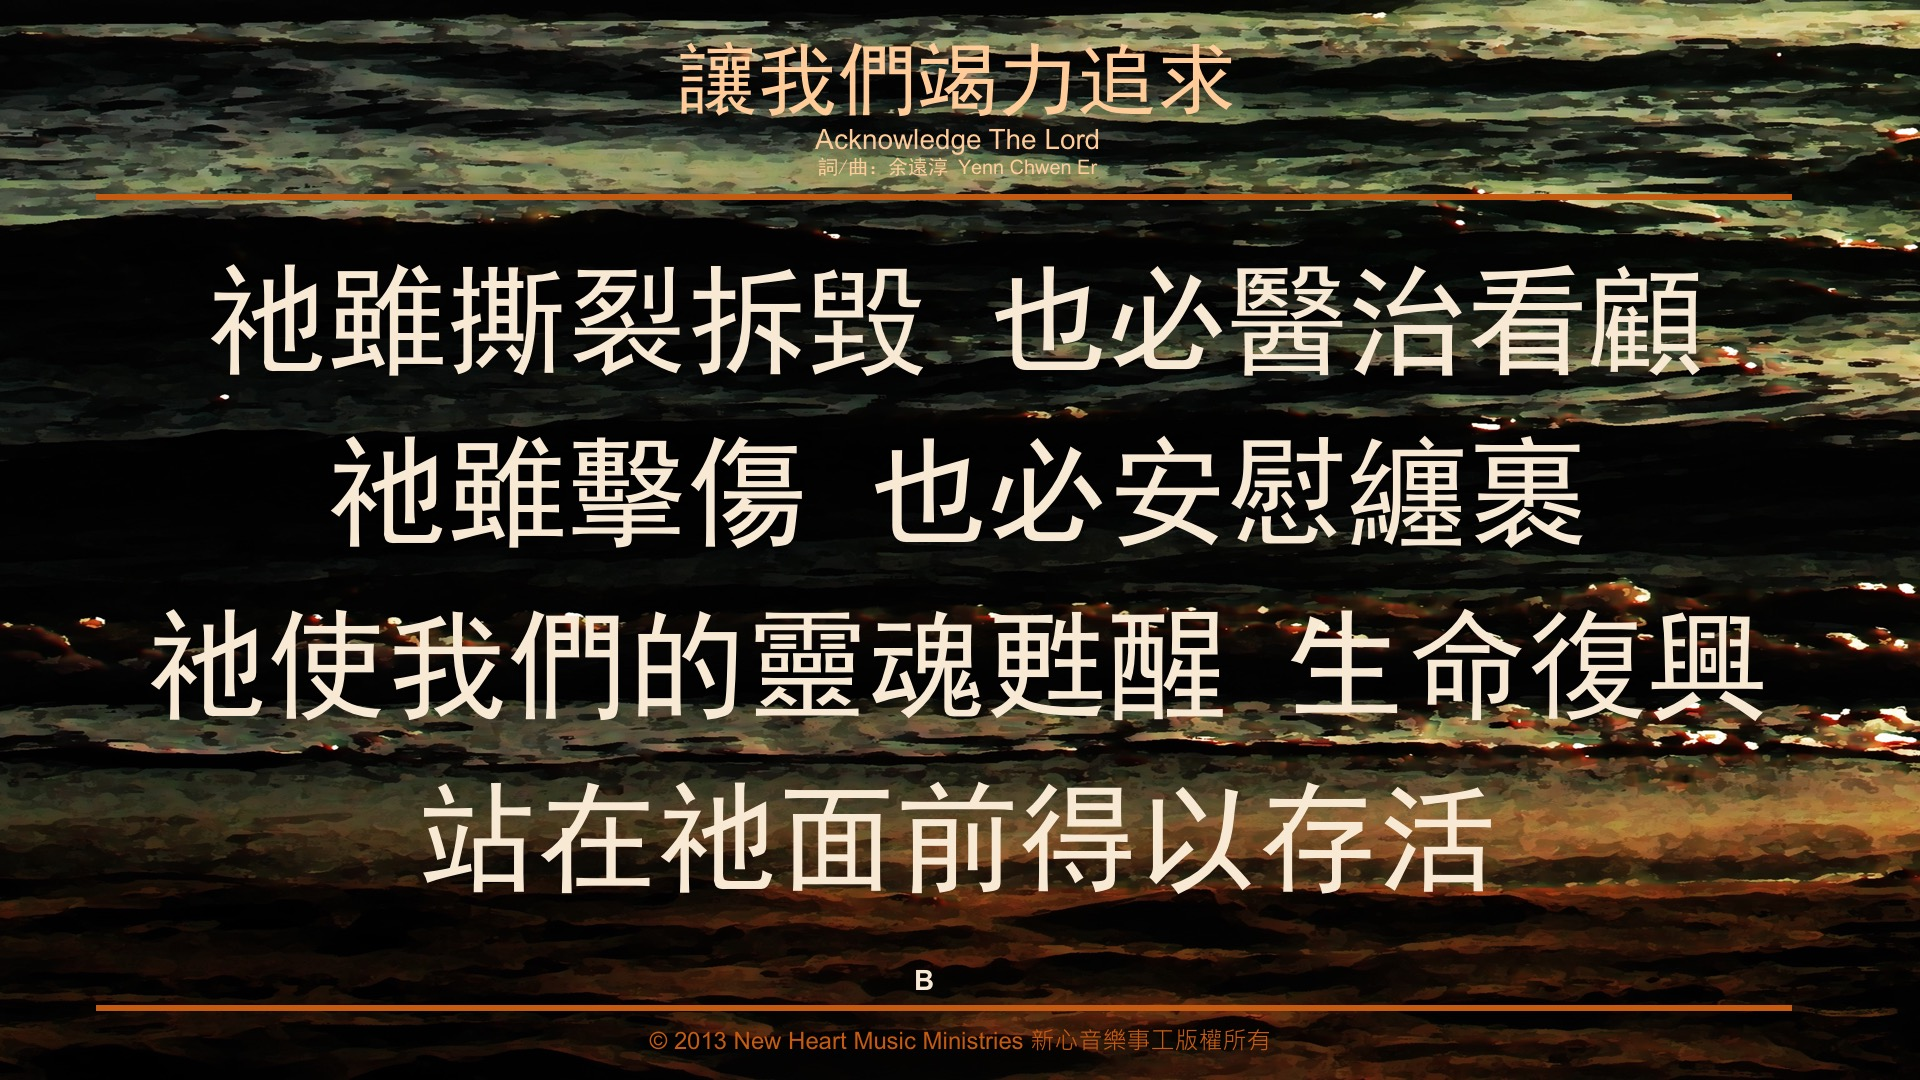 讓我們竭力追求
Acknowledge The Lord
詞/曲：余遠淳 Yenn Chwen Er
祂雖撕裂拆毀 也必醫治看顧
祂雖擊傷 也必安慰纏裹
祂使我們的靈魂甦醒 生命復興
站在祂面前得以存活
B
© 2013 New Heart Music Ministries 新心音樂事工版權所有